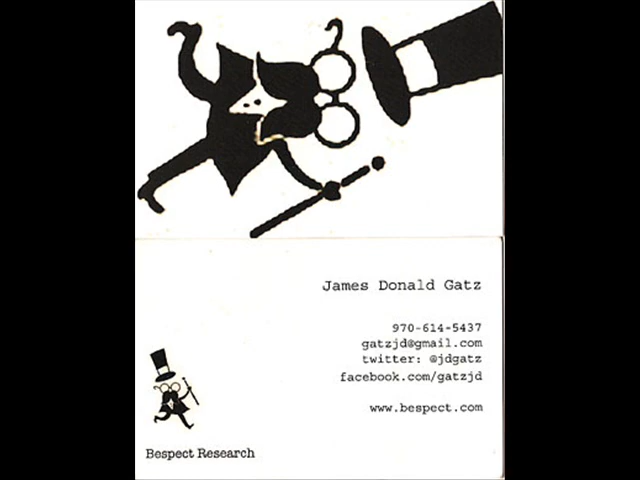 James Donald Gatz
970-614-5437
gatzjd@gmail.com
twitter: @jdgatz
facebook.com/gatzjd
www.bespect.com
Bespect Research